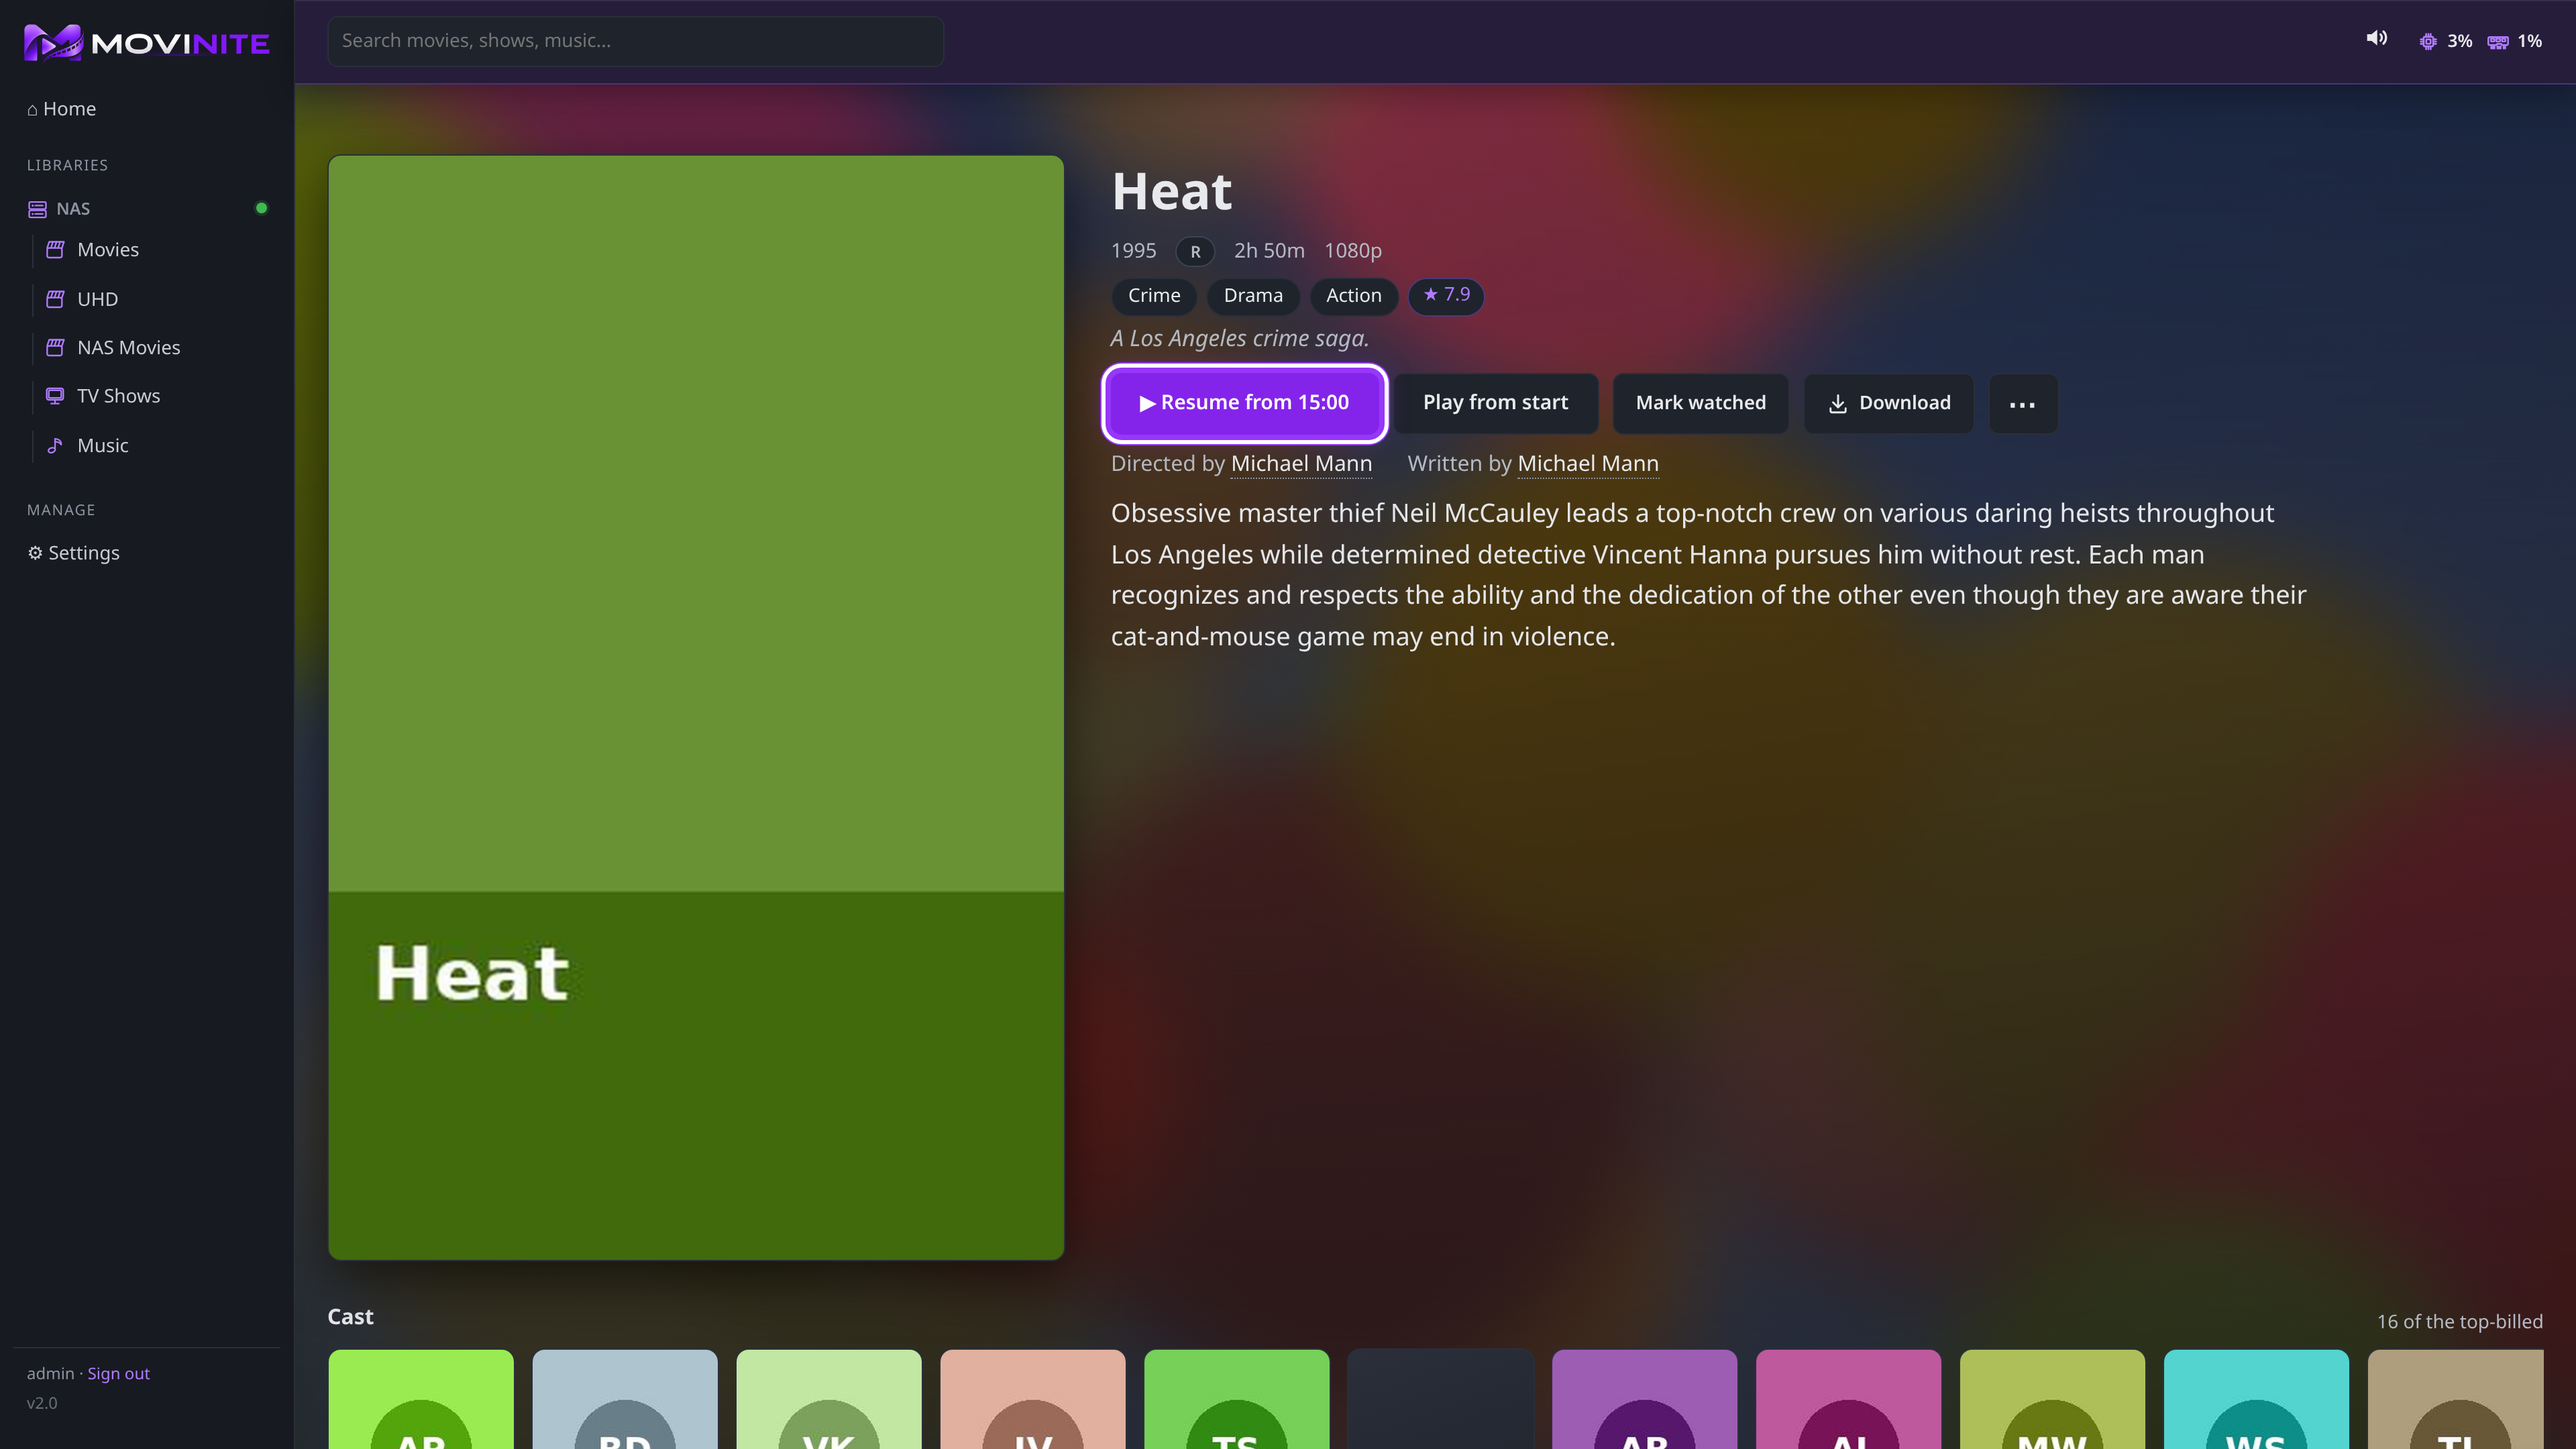 MOVINITE
Search movies, shows, music...
3% 1%
⌂ Home
LIBRARIES
NAS
Movies
UHD
NAS Movies
TV Shows
Music
MANAGE
⚙ Settings
admin · Sign out
v2.0
Heat
Heat
1995 R 2h 50m 1080p
Crime Drama Action ★ 7.9
A Los Angeles crime saga.
▶ Resume from 15:00 Play from start Mark watched Download ...
Directed by Michael Mann Written by Michael Mann
Obsessive master thief Neil McCauley leads a top-notch crew on various daring heists throughout
Los Angeles while determined detective Vincent Hanna pursues him without rest. Each man
recognizes and respects the ability and the dedication of the other even though they are aware their
cat-and-mouse game may end in violence.
Cast
16 of the top-billed
VK TS MW WS